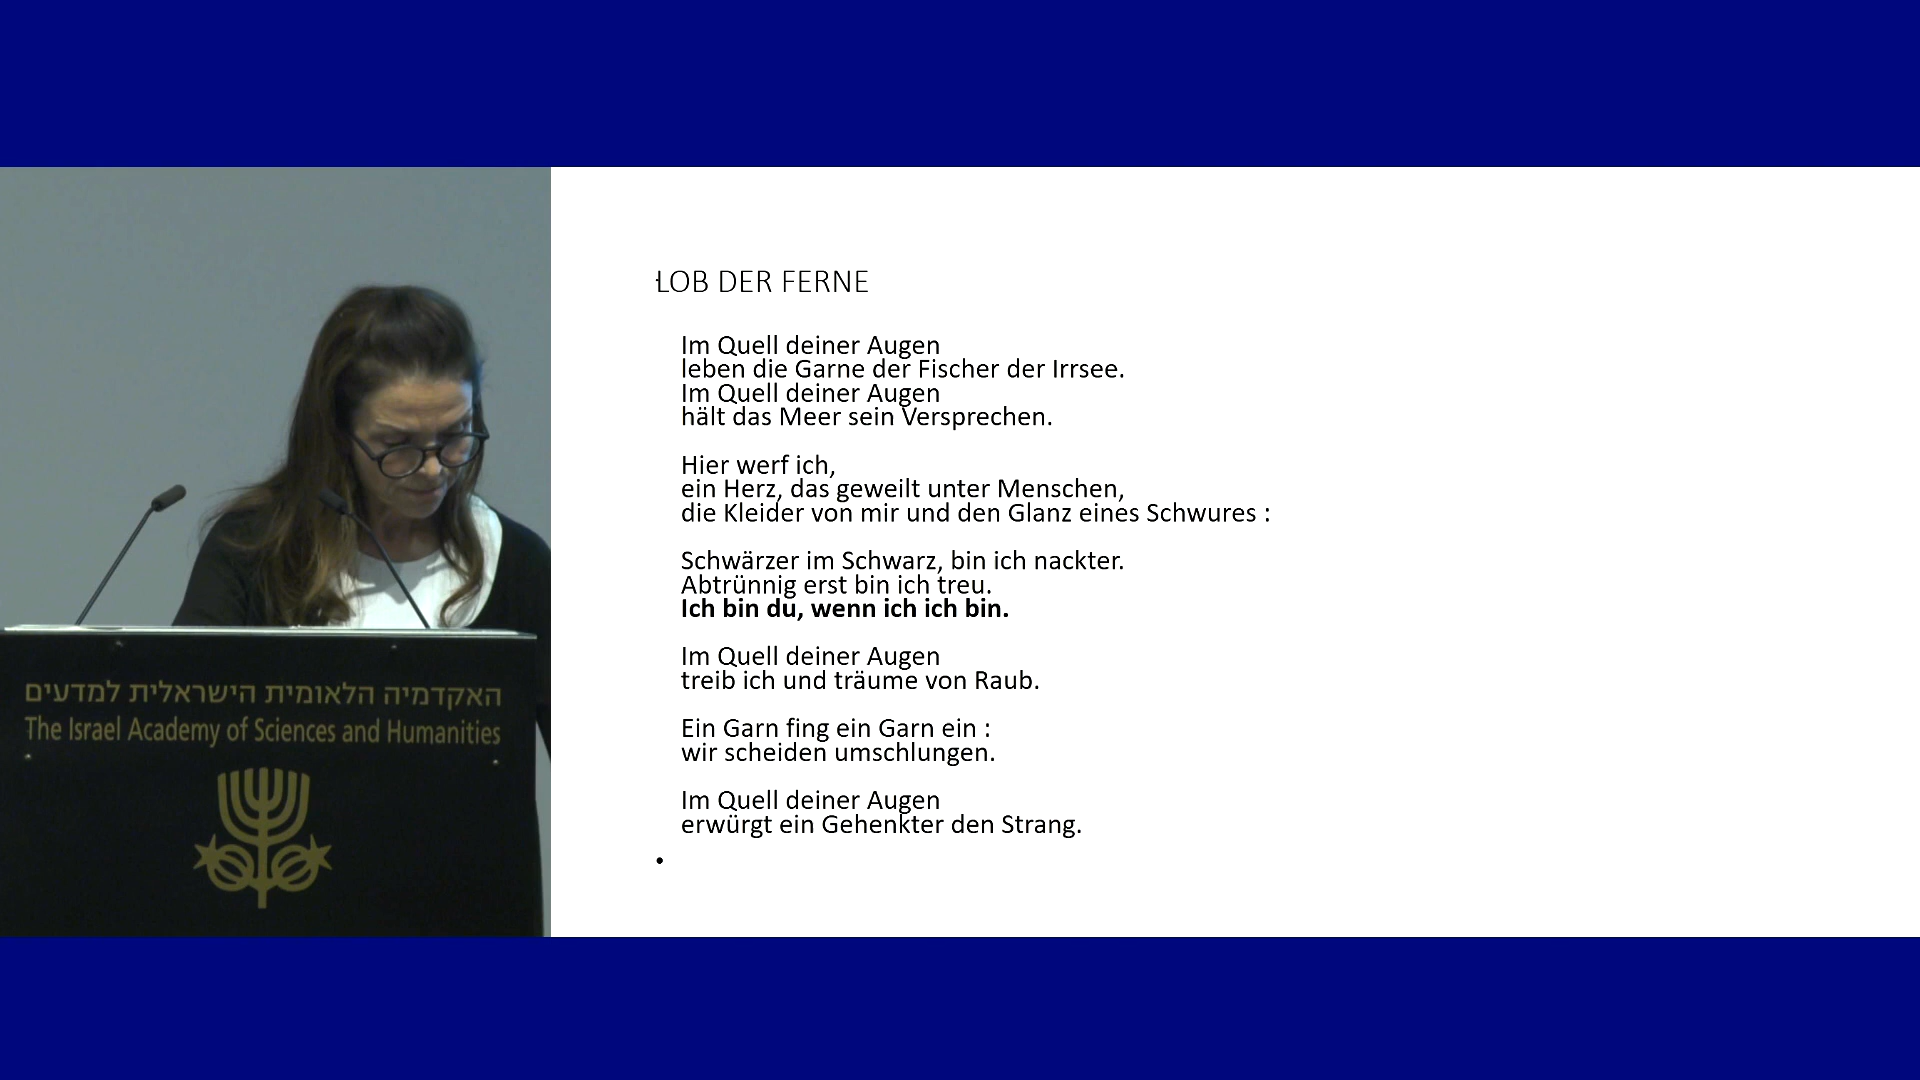 האקדמיה הלאומית הישראלית למדעים
The Israel Academy of Sciences and Humanities
LOB DER FERNE
Im Quell deiner Augen
leben die Garne der Fischer der Irrsee.
Im Quell deiner Augen
hält das Meer sein Versprechen.
Hier werf ich,
ein Herz, das geweilt unter Menschen,
die Kleider von mir und den Glanz eines Schwures :
Schwärzer im Schwarz, bin ich nackter.
Abtrünnig erst bin ich treu.
Ich bin du, wenn ich ich bin.
Im Quell deiner Augen
treib ich und träume von Raub.
Ein Garn fing ein Garn ein :
wir scheiden umschlungen.
Im Quell deiner Augen
erwürgt ein Gehenkter den Strang.